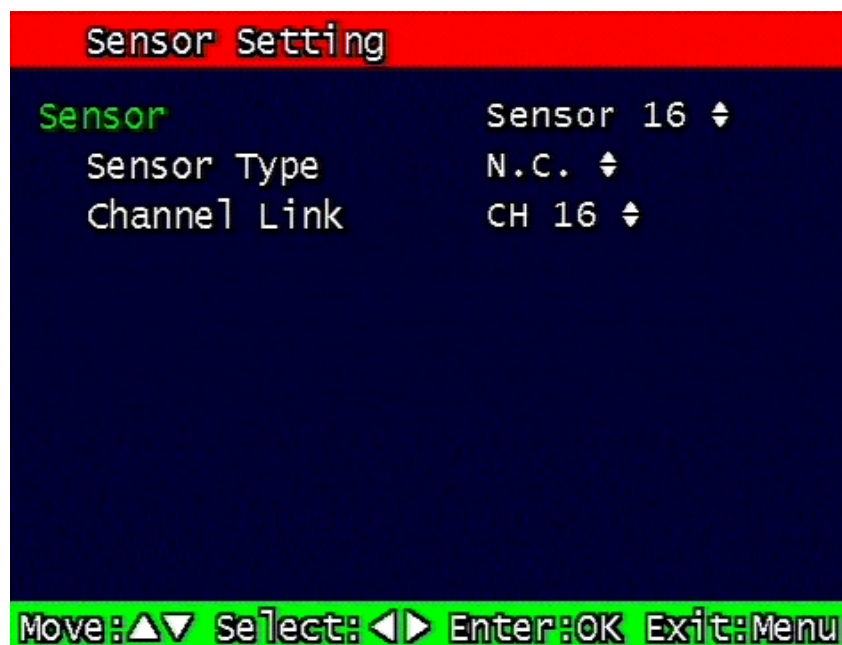 Sensor Setting
Sensor Sensor 16
Sensor Type N.C.
Channel Link CH 16
Move:△▽ Select:◁▷ Enter:OK Exit:Menu